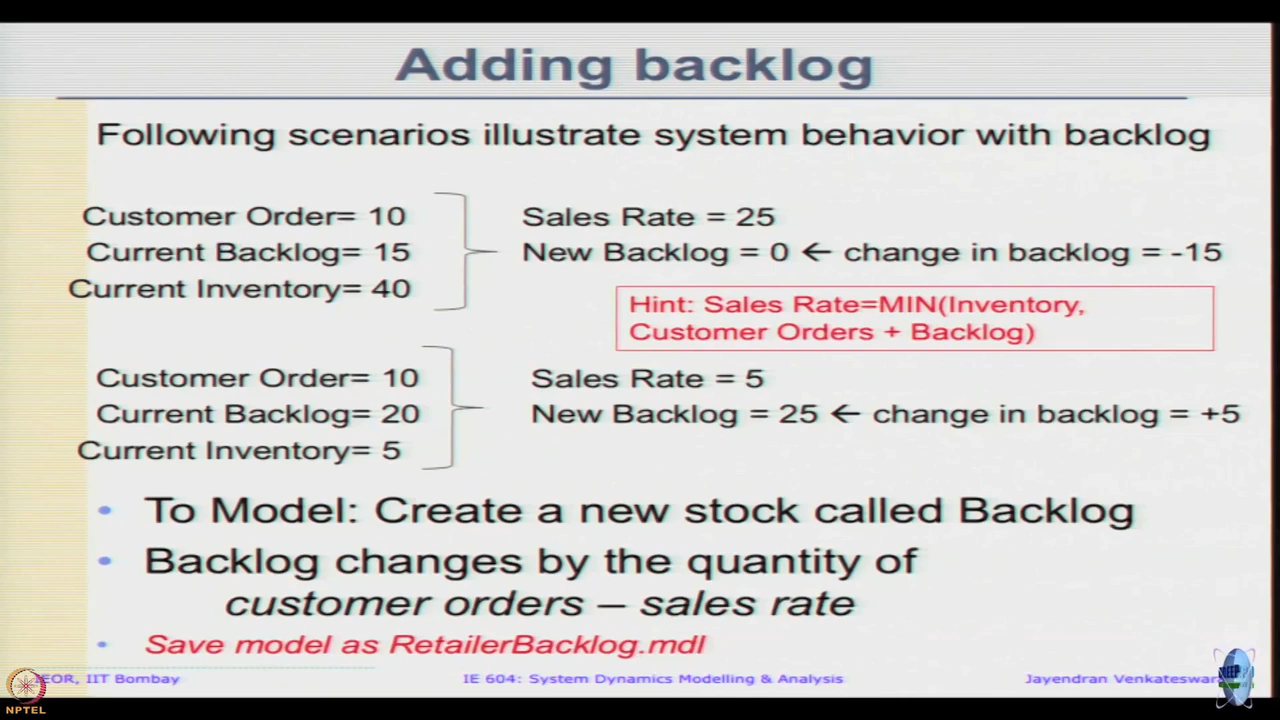 Adding backlog
Following scenarios illustrate system behavior with backlog
Customer Order= 10
Current Backlog= 15
Current Inventory= 40
Sales Rate = 25
New Backlog = 0 ← change in backlog = -15
Hint: Sales Rate=MIN(Inventory,
Customer Orders + Backlog)
Customer Order= 10
Current Backlog= 20
Current Inventory= 5
Sales Rate = 5
New Backlog = 25 ← change in backlog = +5
• To Model: Create a new stock called Backlog
• Backlog changes by the quantity of
customer orders – sales rate
• Save model as RetailerBacklog.mdl
IEOR, IIT Bombay
IE 604: System Dynamics Modelling & Analysis
Jayendran Venkateswar
NPTEL